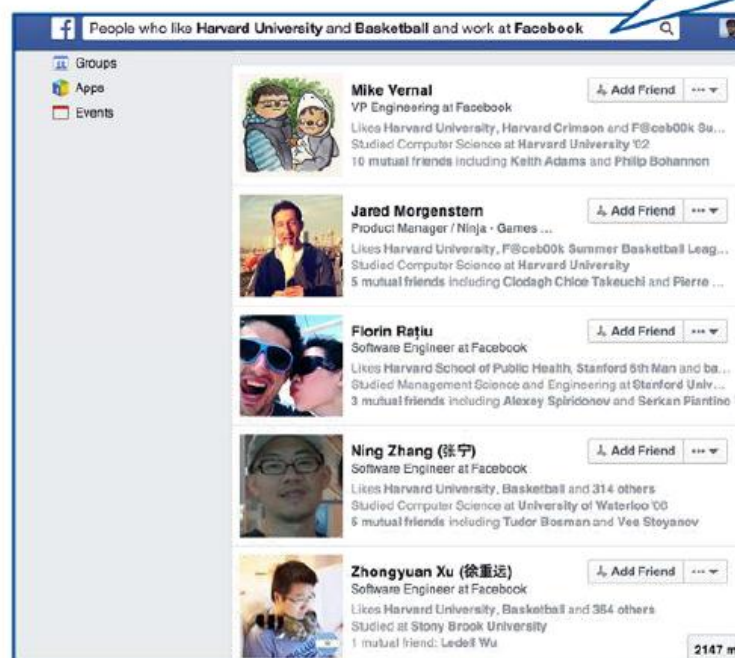 f People who like Harvard University and Basketball and work at Facebook
Groups
Apps
Events
Mike Vernal
Add Friend
VP Engineering at Facebook
Likes Harvard University, Harvard Crimson and F@ceb00k Su...
Studied Computer Science at Harvard University '02
10 mutual friends including Keith Adams and Philip Bohannon
Jared Morgenstern
Add Friend
Product Manager / Ninja - Games ...
Likes Harvard University, F@ceb00k Summer Basketball Leag...
Studied Computer Science at Harvard University
5 mutual friends including Clodagh Chloe Takeuchi and Pierre ...
Florin Rațiu
Add Friend
Software Engineer at Facebook
Likes Harvard School of Public Health, Stanford 6th Man and ba...
Studied Management Science and Engineering at Stanford Univ...
3 mutual friends including Alexey Spiridonov and Serkan Piantino
Ning Zhang (张宁)
Add Friend
Software Engineer at Facebook
Likes Harvard University, Basketball and 314 others
Studied Computer Science at University of Waterloo
6 mutual friends including Tudor Bosman and Ves Stoyanov
Zhongyuan Xu (徐重远)
Add Friend
Software Engineer at Facebook
Likes Harvard University, Basketball and 364 others
Studied at Stony Brook University
1 mutual friend: Ledell Wu
2147 m